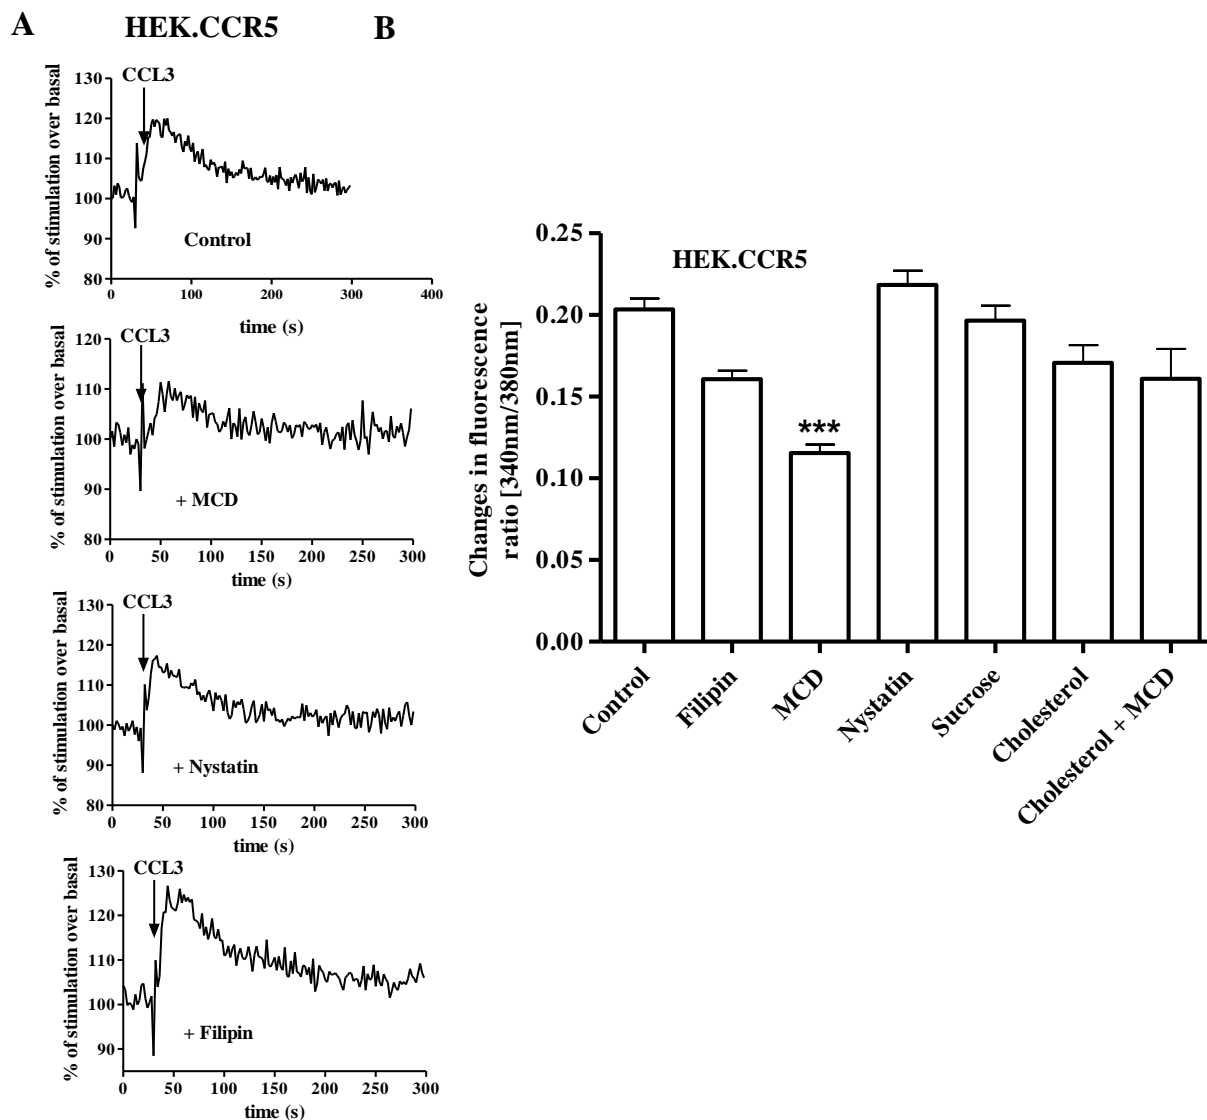 A HEK.CCR5 B
% of stimulation over basal
130
120
110
100
90
80
CCL3
Control
0 100 200 300 400
time (s)
% of stimulation over basal
120
110
100
90
80
CCL3
+ MCD
0 50 100 150 200 250 300
time (s)
% of stimulation over basal
130
120
110
100
90
80
CCL3
+ Nystatin
0 50 100 150 200 250 300
time (s)
% of stimulation over basal
130
120
110
100
90
CCL3
+ Filipin
0 50 100 150 200 250 300
time (s)
Changes in fluorescence
ratio [340nm/380nm]
0.25
0.20
0.15
0.10
0.05
0.00
HEK.CCR5
***
Control
Filipin
MCD
Nystatin
Sucrose
Cholesterol
Cholesterol + MCD